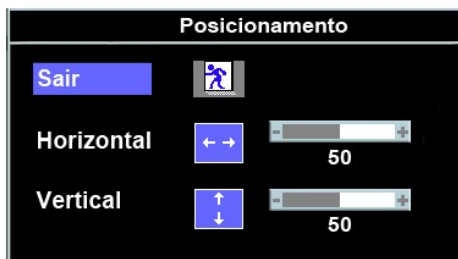 Posicionamento
Sair
Horizontal
- +
50
Vertical
- +
50